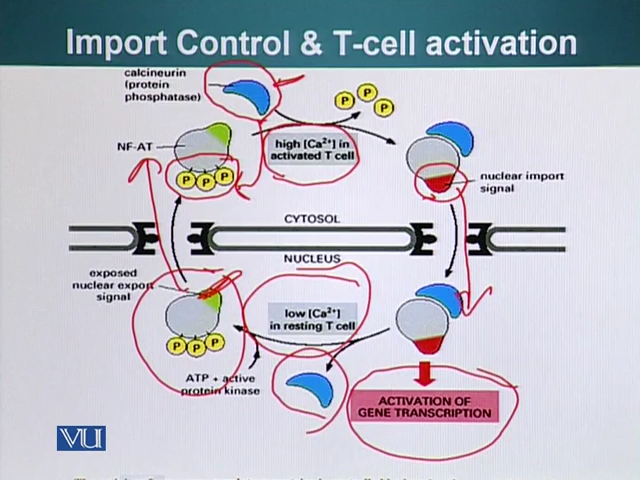 Import Control & T-cell activation
calcineurin
(protein
phosphatase)
P P P
NF-AT
high [Ca2+] in
activated T cell
P P P
nuclear import
signal
CYTOSOL
NUCLEUS
exposed
nuclear export
signal
low [Ca2+]
in resting T cell
P P P
ATP + active
protein kinase
ACTIVATION OF
GENE TRANSCRIPTION
VU